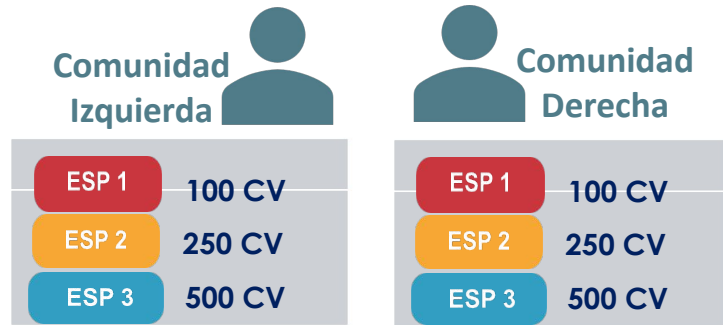 Comunidad
Izquierda
ESP 1 100 CV
ESP 2 250 CV
ESP 3 500 CV
Comunidad
Derecha
ESP 1 100 CV
ESP 2 250 CV
ESP 3 500 CV